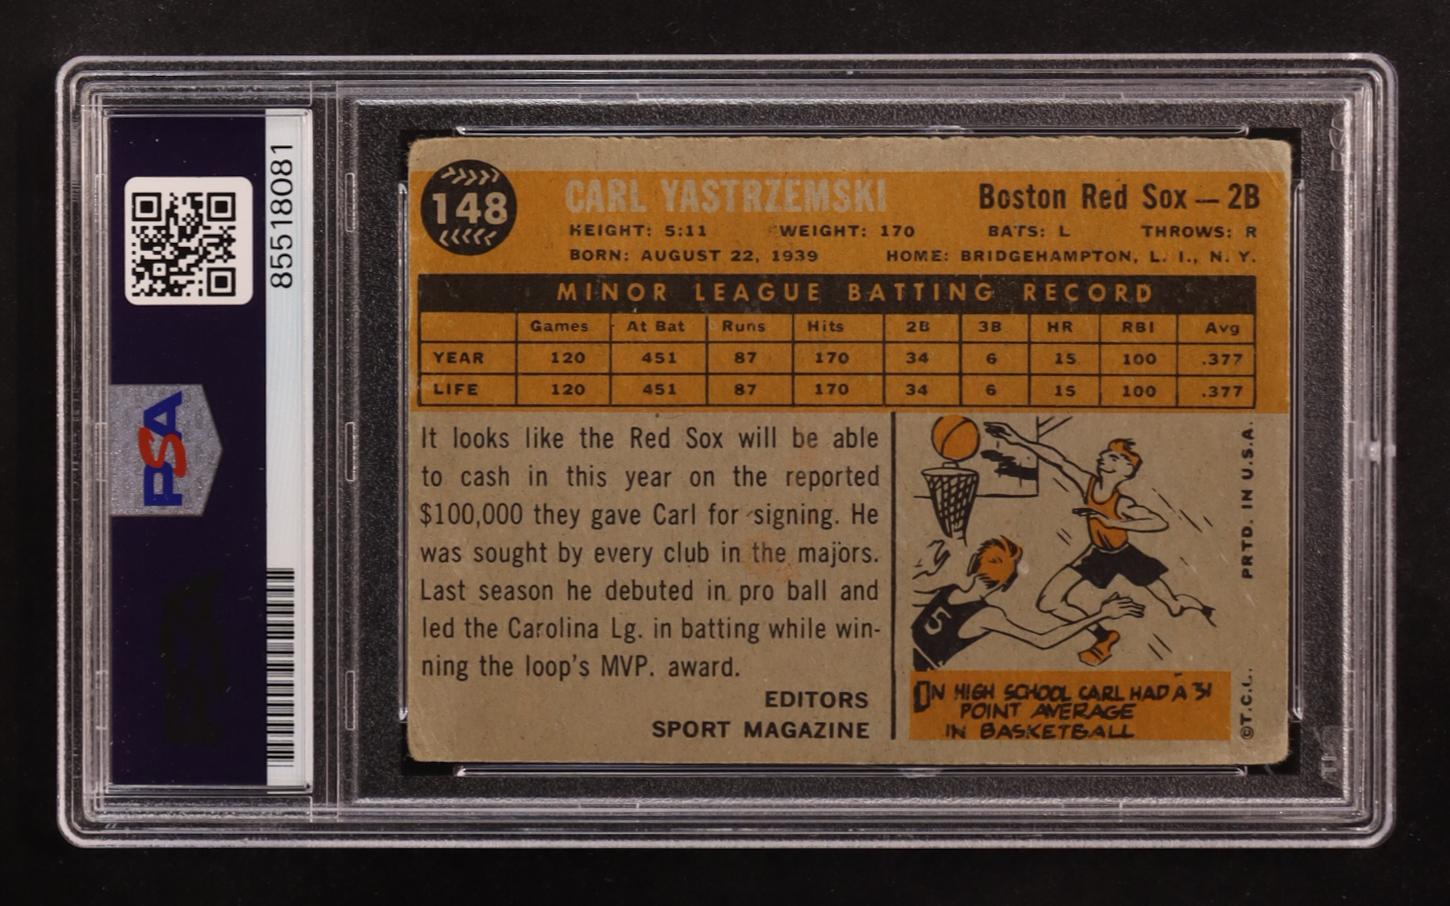 85518081
PSA
148
CARL YASTRZEMSKI
Boston Red Sox — 2B
HEIGHT: 5:11 WEIGHT: 170 BATS: L THROWS: R
BORN: AUGUST 22, 1939 HOME: BRIDGEHAMPTON, L. I., N. Y.
MINOR LEAGUE BATTING RECORD
Games At Bat Runs Hits 2B 3B HR RBI Avg
YEAR 120 451 87 170 34 6 15 100 .377
LIFE 120 451 87 170 34 6 15 100 .377
It looks like the Red Sox will be able
to cash in this year on the reported
$100,000 they gave Carl for signing. He
was sought by every club in the majors.
Last season he debuted in pro ball and
led the Carolina Lg. in batting while win-
ning the loop's MVP. award.
EDITORS
SPORT MAGAZINE
5
IN HIGH SCHOOL CARL HAD A 31
POINT AVERAGE
IN BASKETBALL
PRTD. IN U.S.A.
©T.C.G.